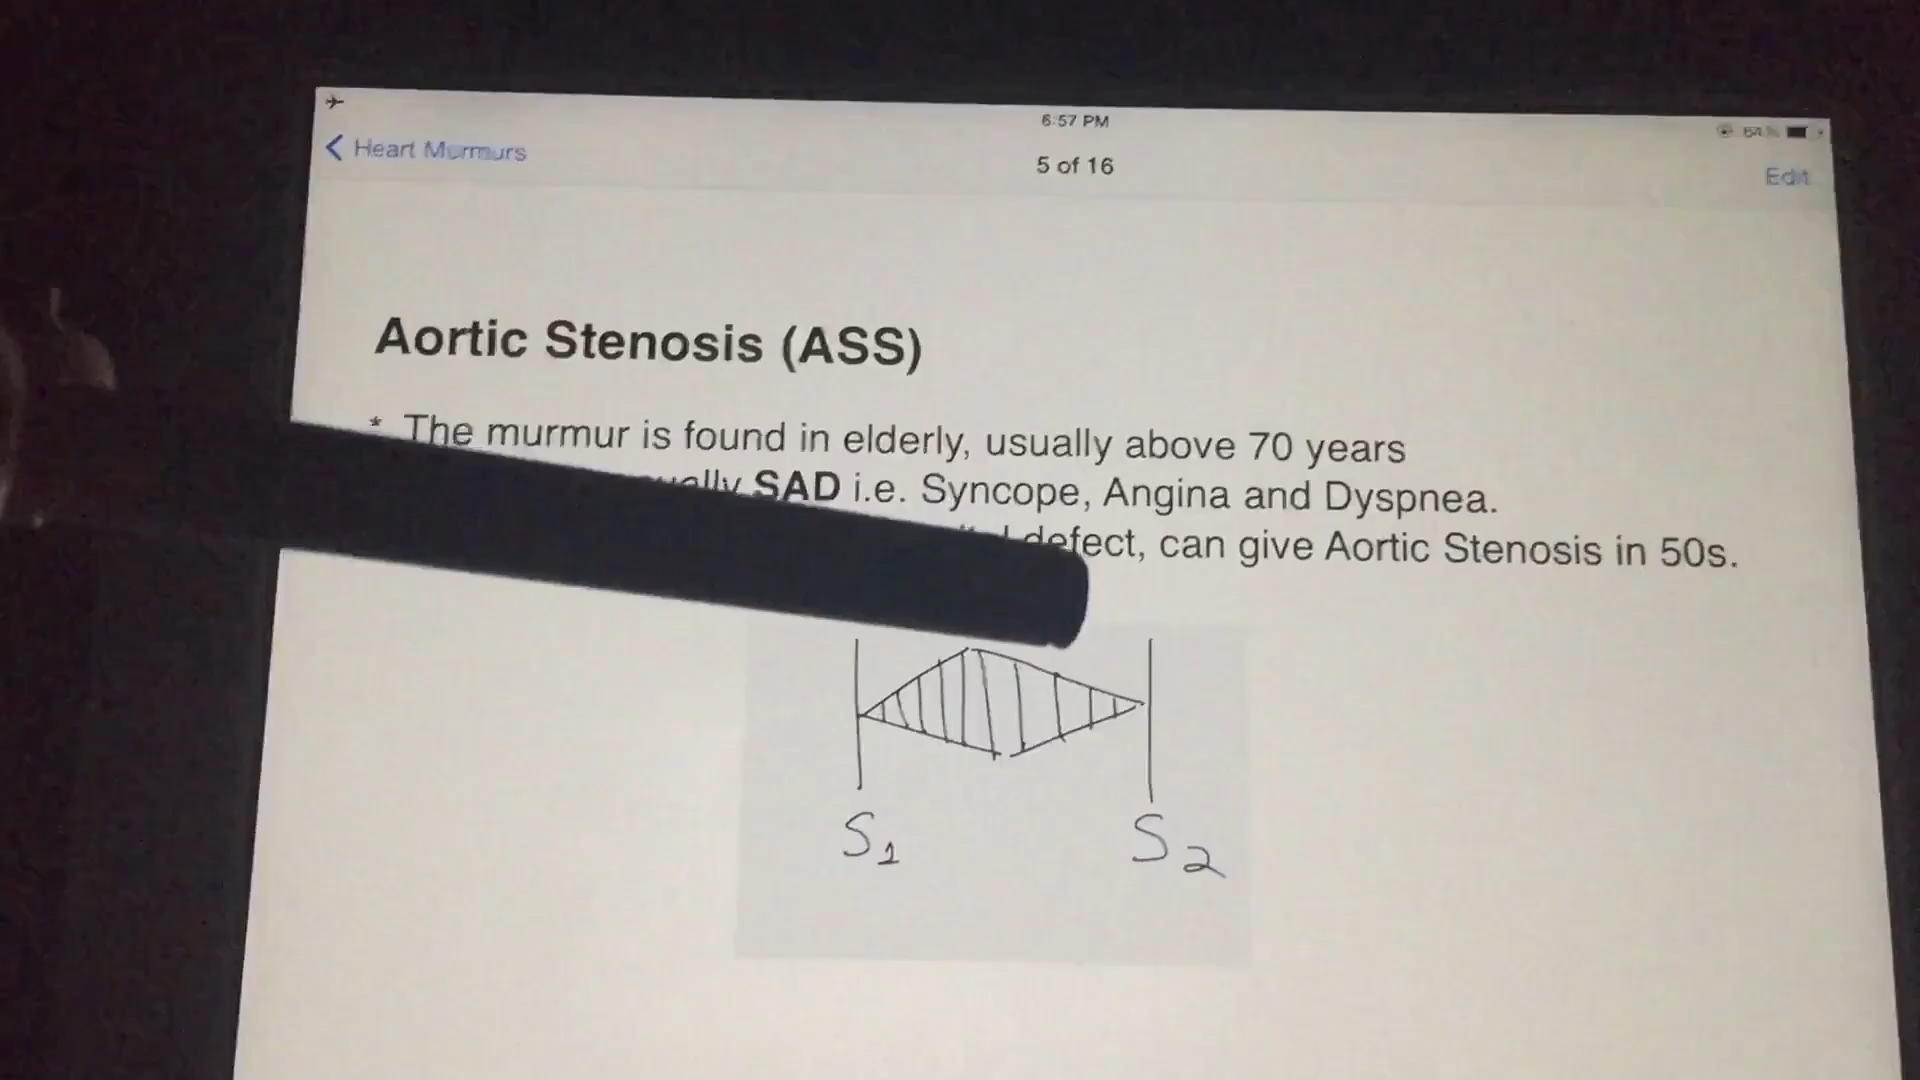 6:57 PM
64%
Heart Murmurs
5 of 16
Edit
Aortic Stenosis (ASS)
* The murmur is found in elderly, usually above 70 years
SAD i.e. Syncope, Angina and Dyspnea.
defect, can give Aortic Stenosis in 50s.
S1
S2